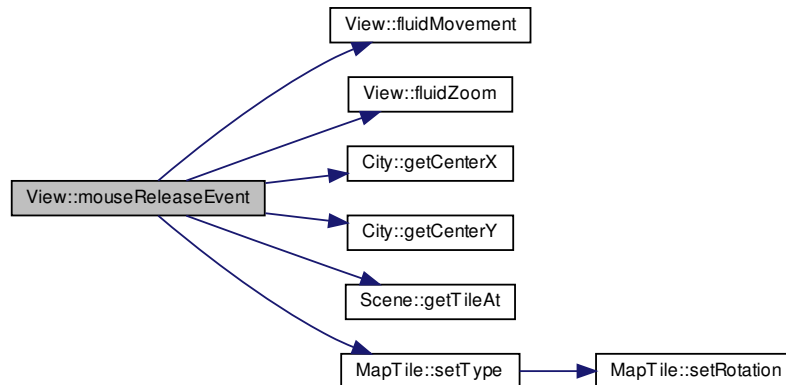 View::fluidMovement
View::fluidZoom
City::getCenterX
View::mouseReleaseEvent
City::getCenterY
Scene::getTileAt
MapTile::setType
MapTile::setRotation